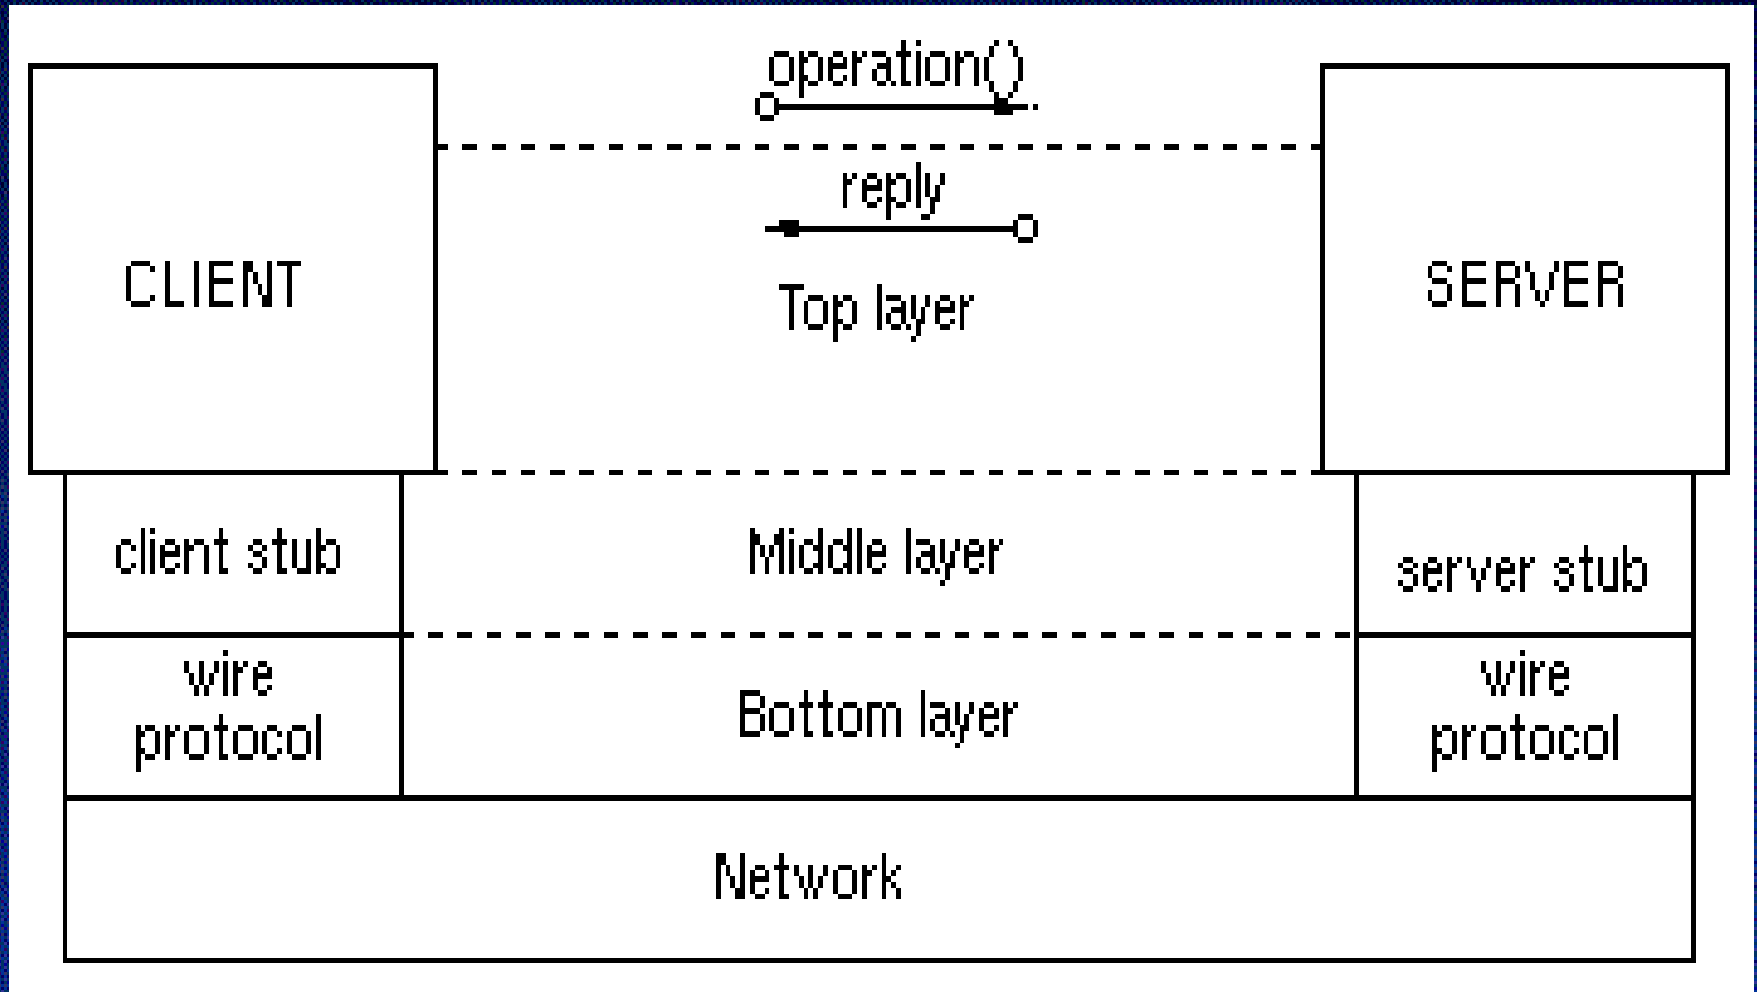 operation()
reply
CLIENT
SERVER
Top layer
client stub
Middle layer
server stub
wire
protocol
Bottom layer
wire
protocol
Network